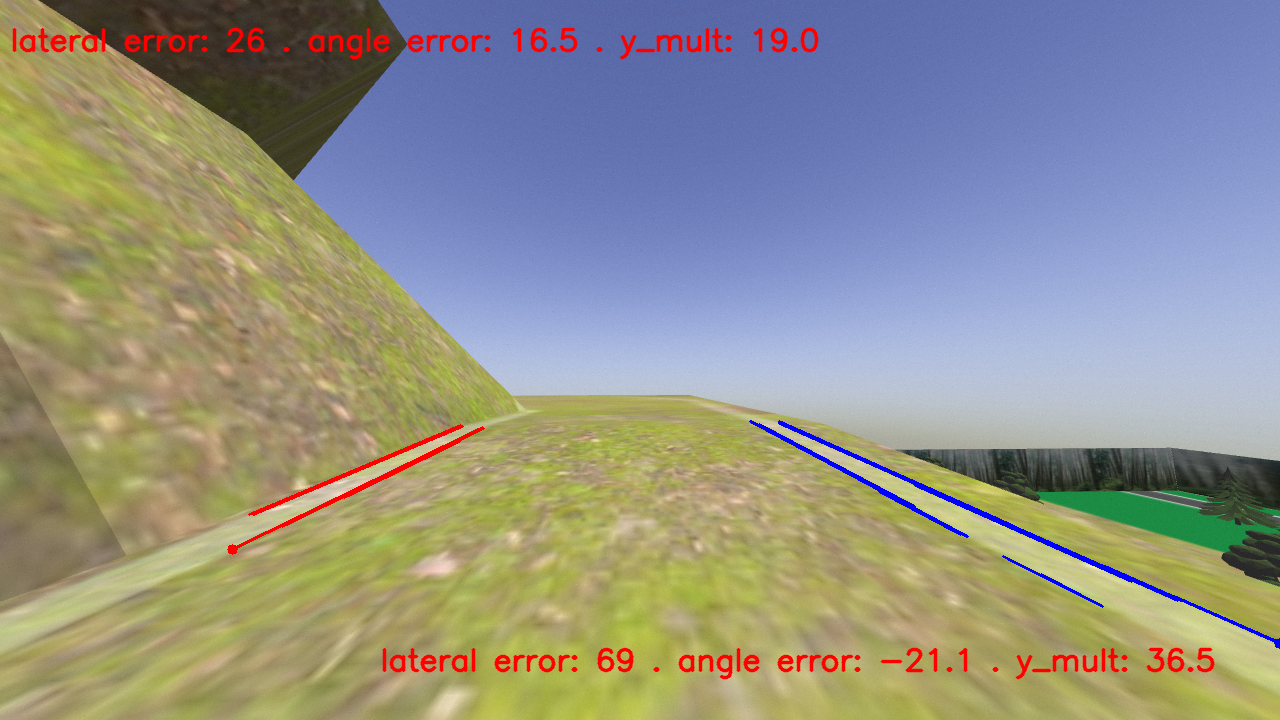 lateral error: 26 . angle error: 16.5 . y_mult: 19.0
lateral error: 69 . angle error: −21.1 . y_mult: 36.5